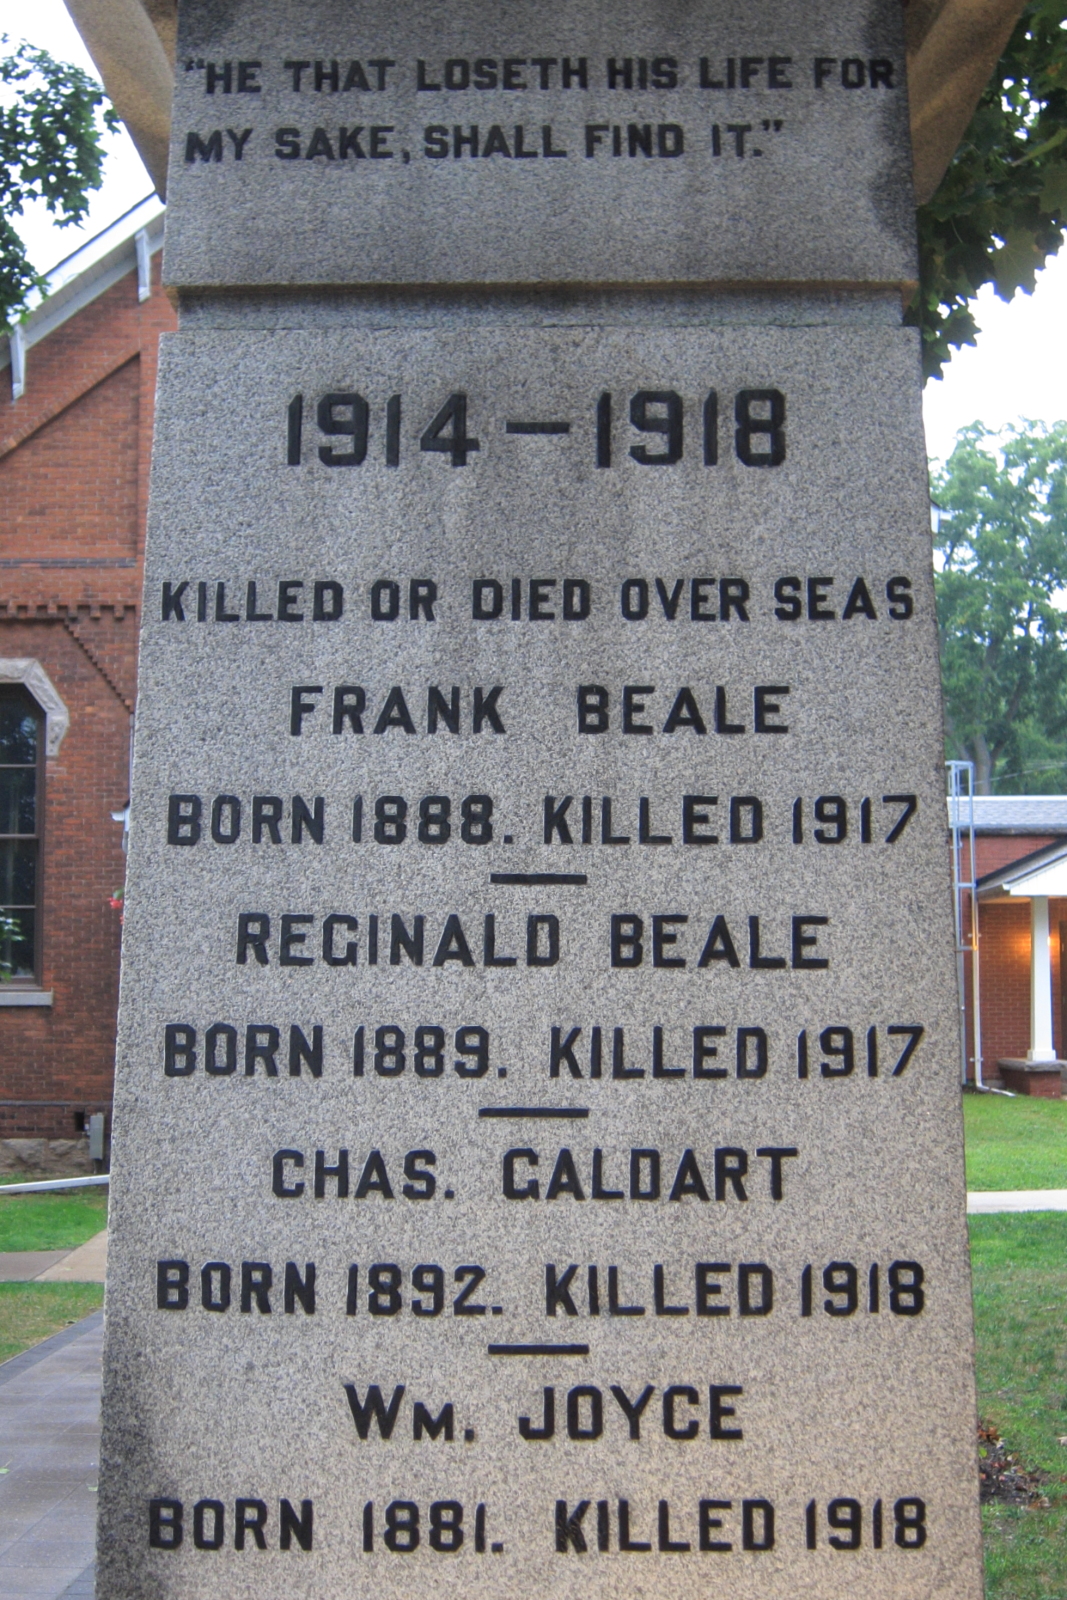 “HE THAT LOSETH HIS LIFE FOR
MY SAKE, SHALL FIND IT.”
1914 — 1918
KILLED OR DIED OVER SEAS
FRANK BEALE
BORN 1888. KILLED 1917
REGINALD BEALE
BORN 1889. KILLED 1917
CHAS. GALDART
BORN 1892. KILLED 1918
WM. JOYCE
BORN 1881. KILLED 1918